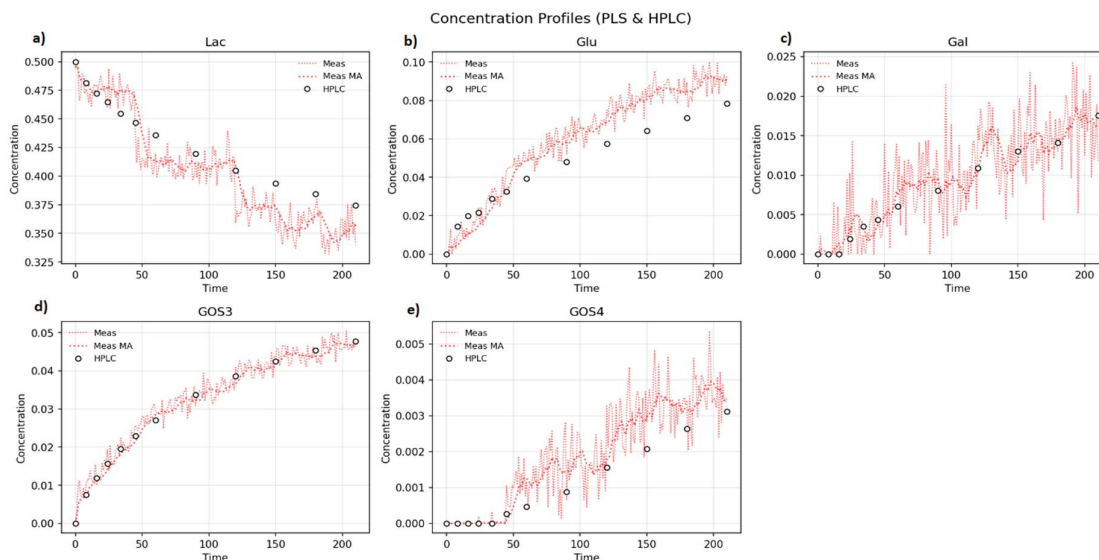 Concentration Profiles (PLS & HPLC)
a)
Lac
Concentration
0.500
0.475
0.450
0.425
0.400
0.375
0.350
0.325
0
50
100
150
200
Time
Meas
Meas MA
HPLC
b)
Glu
Concentration
0.10
0.08
0.06
0.04
0.02
0.00
0
50
100
150
200
Time
Meas
Meas MA
HPLC
c)
Gal
Concentration
0.025
0.020
0.015
0.010
0.005
0.000
0
50
100
150
200
Time
Meas
Meas MA
HPLC
d)
GOS3
Concentration
0.05
0.04
0.03
0.02
0.01
0.00
0
50
100
150
200
Time
Meas
Meas MA
HPLC
e)
GOS4
Concentration
0.005
0.004
0.003
0.002
0.001
0.000
0
50
100
150
200
Time
Meas
Meas MA
HPLC